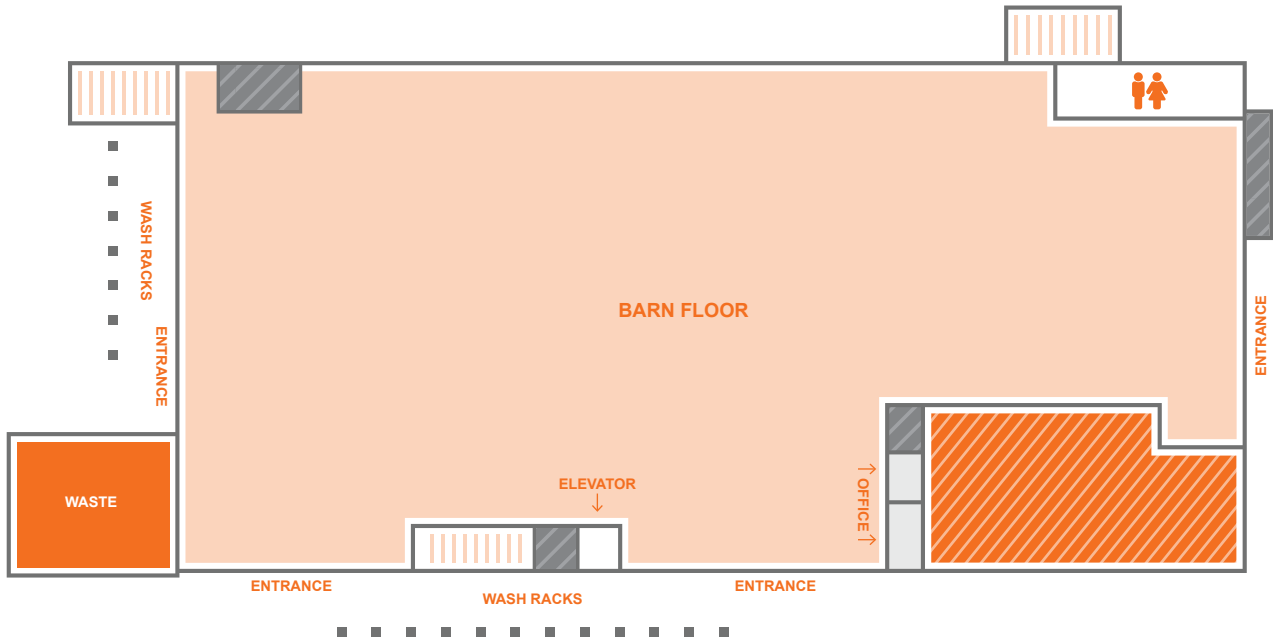 WASH RACKS
ENTRANCE
BARN FLOOR
ENTRANCE
WASTE
ELEVATOR
OFFICE
ENTRANCE
WASH RACKS
ENTRANCE